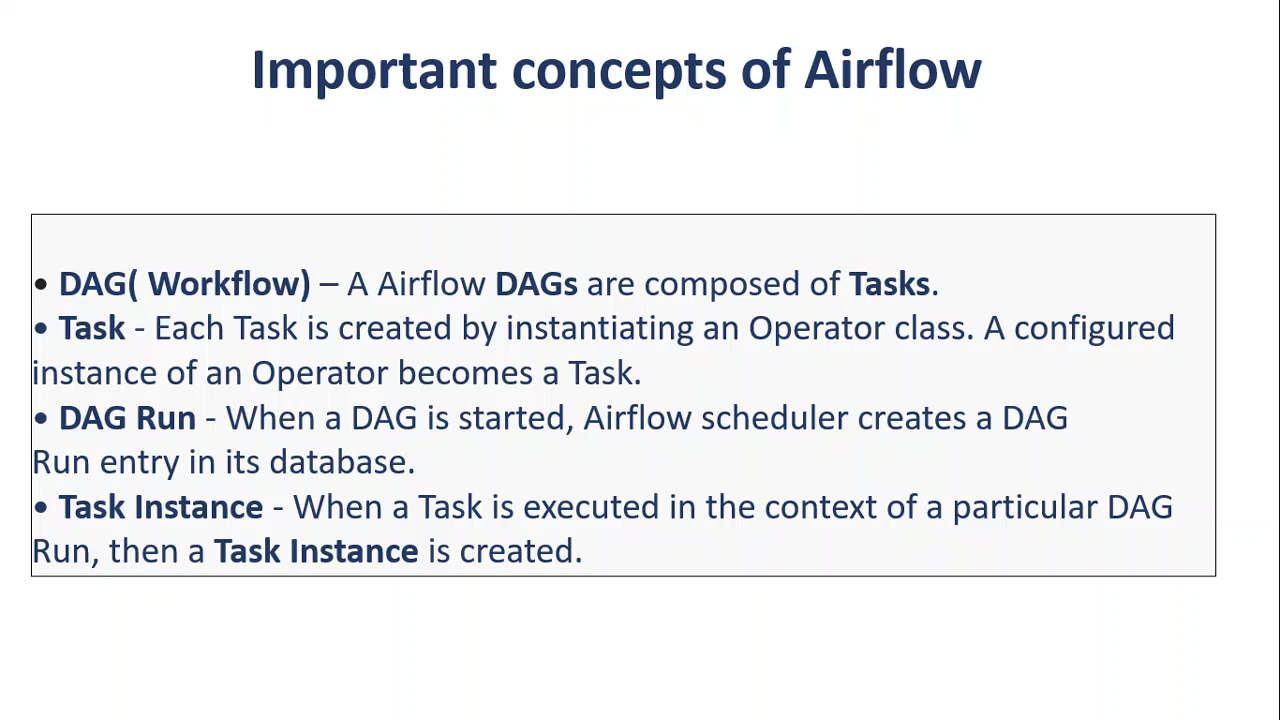 Important concepts of Airflow
• DAG( Workflow) – A Airflow DAGs are composed of Tasks.
• Task - Each Task is created by instantiating an Operator class. A configured
instance of an Operator becomes a Task.
• DAG Run - When a DAG is started, Airflow scheduler creates a DAG
Run entry in its database.
• Task Instance - When a Task is executed in the context of a particular DAG
Run, then a Task Instance is created.